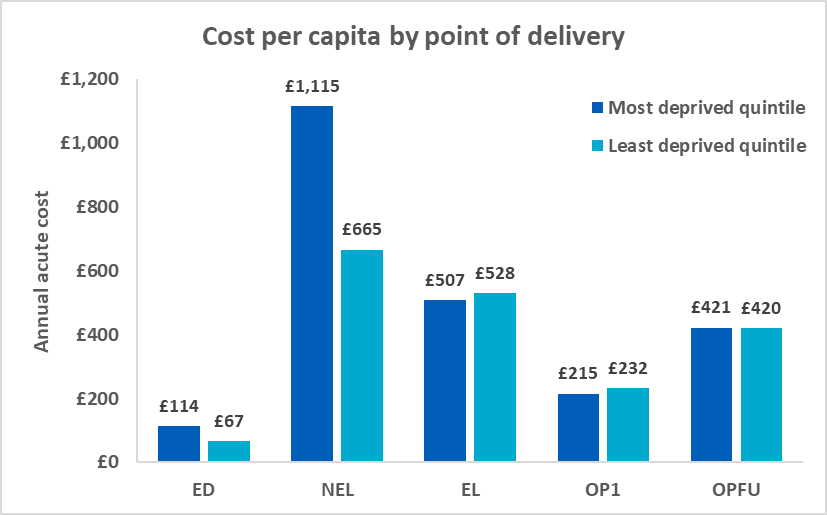 Cost per capita by point of delivery
Annual acute cost
£1,200
£1,000
£800
£600
£400
£200
£0
Most deprived quintile
Least deprived quintile
£114
£67
£1,115
£665
£507
£528
£215
£232
£421
£420
ED
NEL
EL
OP1
OPFU